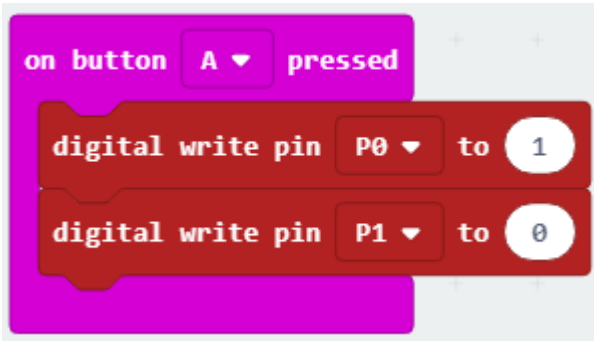 on button A pressed
digital write pin P0 to 1
digital write pin P1 to 0